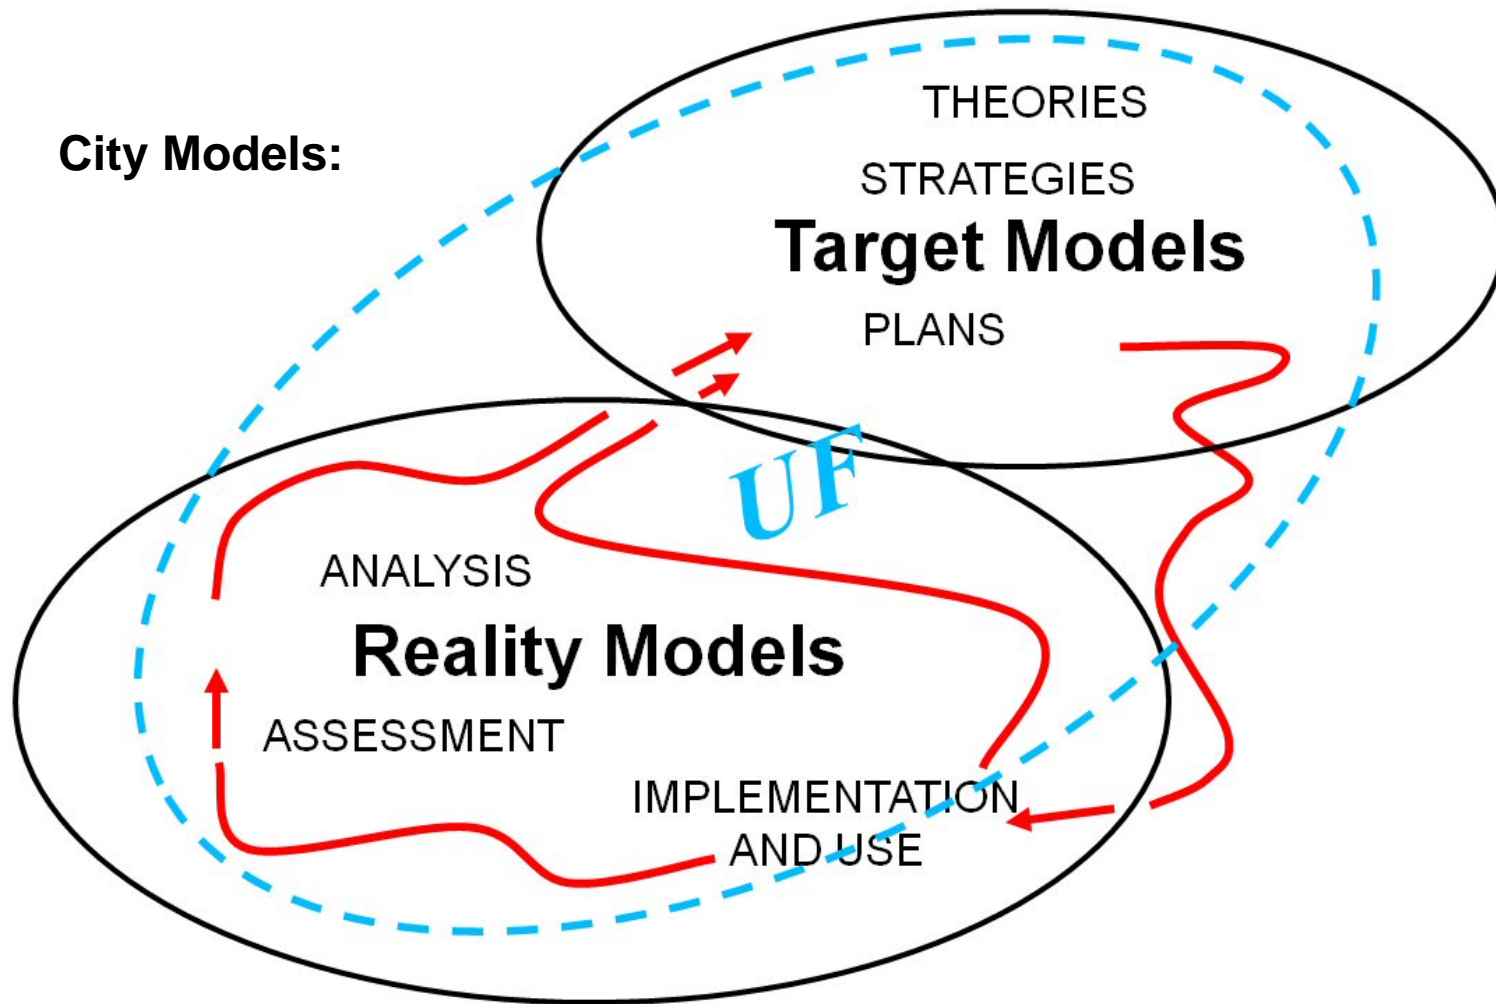 City Models:
THEORIES
STRATEGIES
Target Models
PLANS
UF
ANALYSIS
Reality Models
ASSESSMENT
IMPLEMENTATION
AND USE